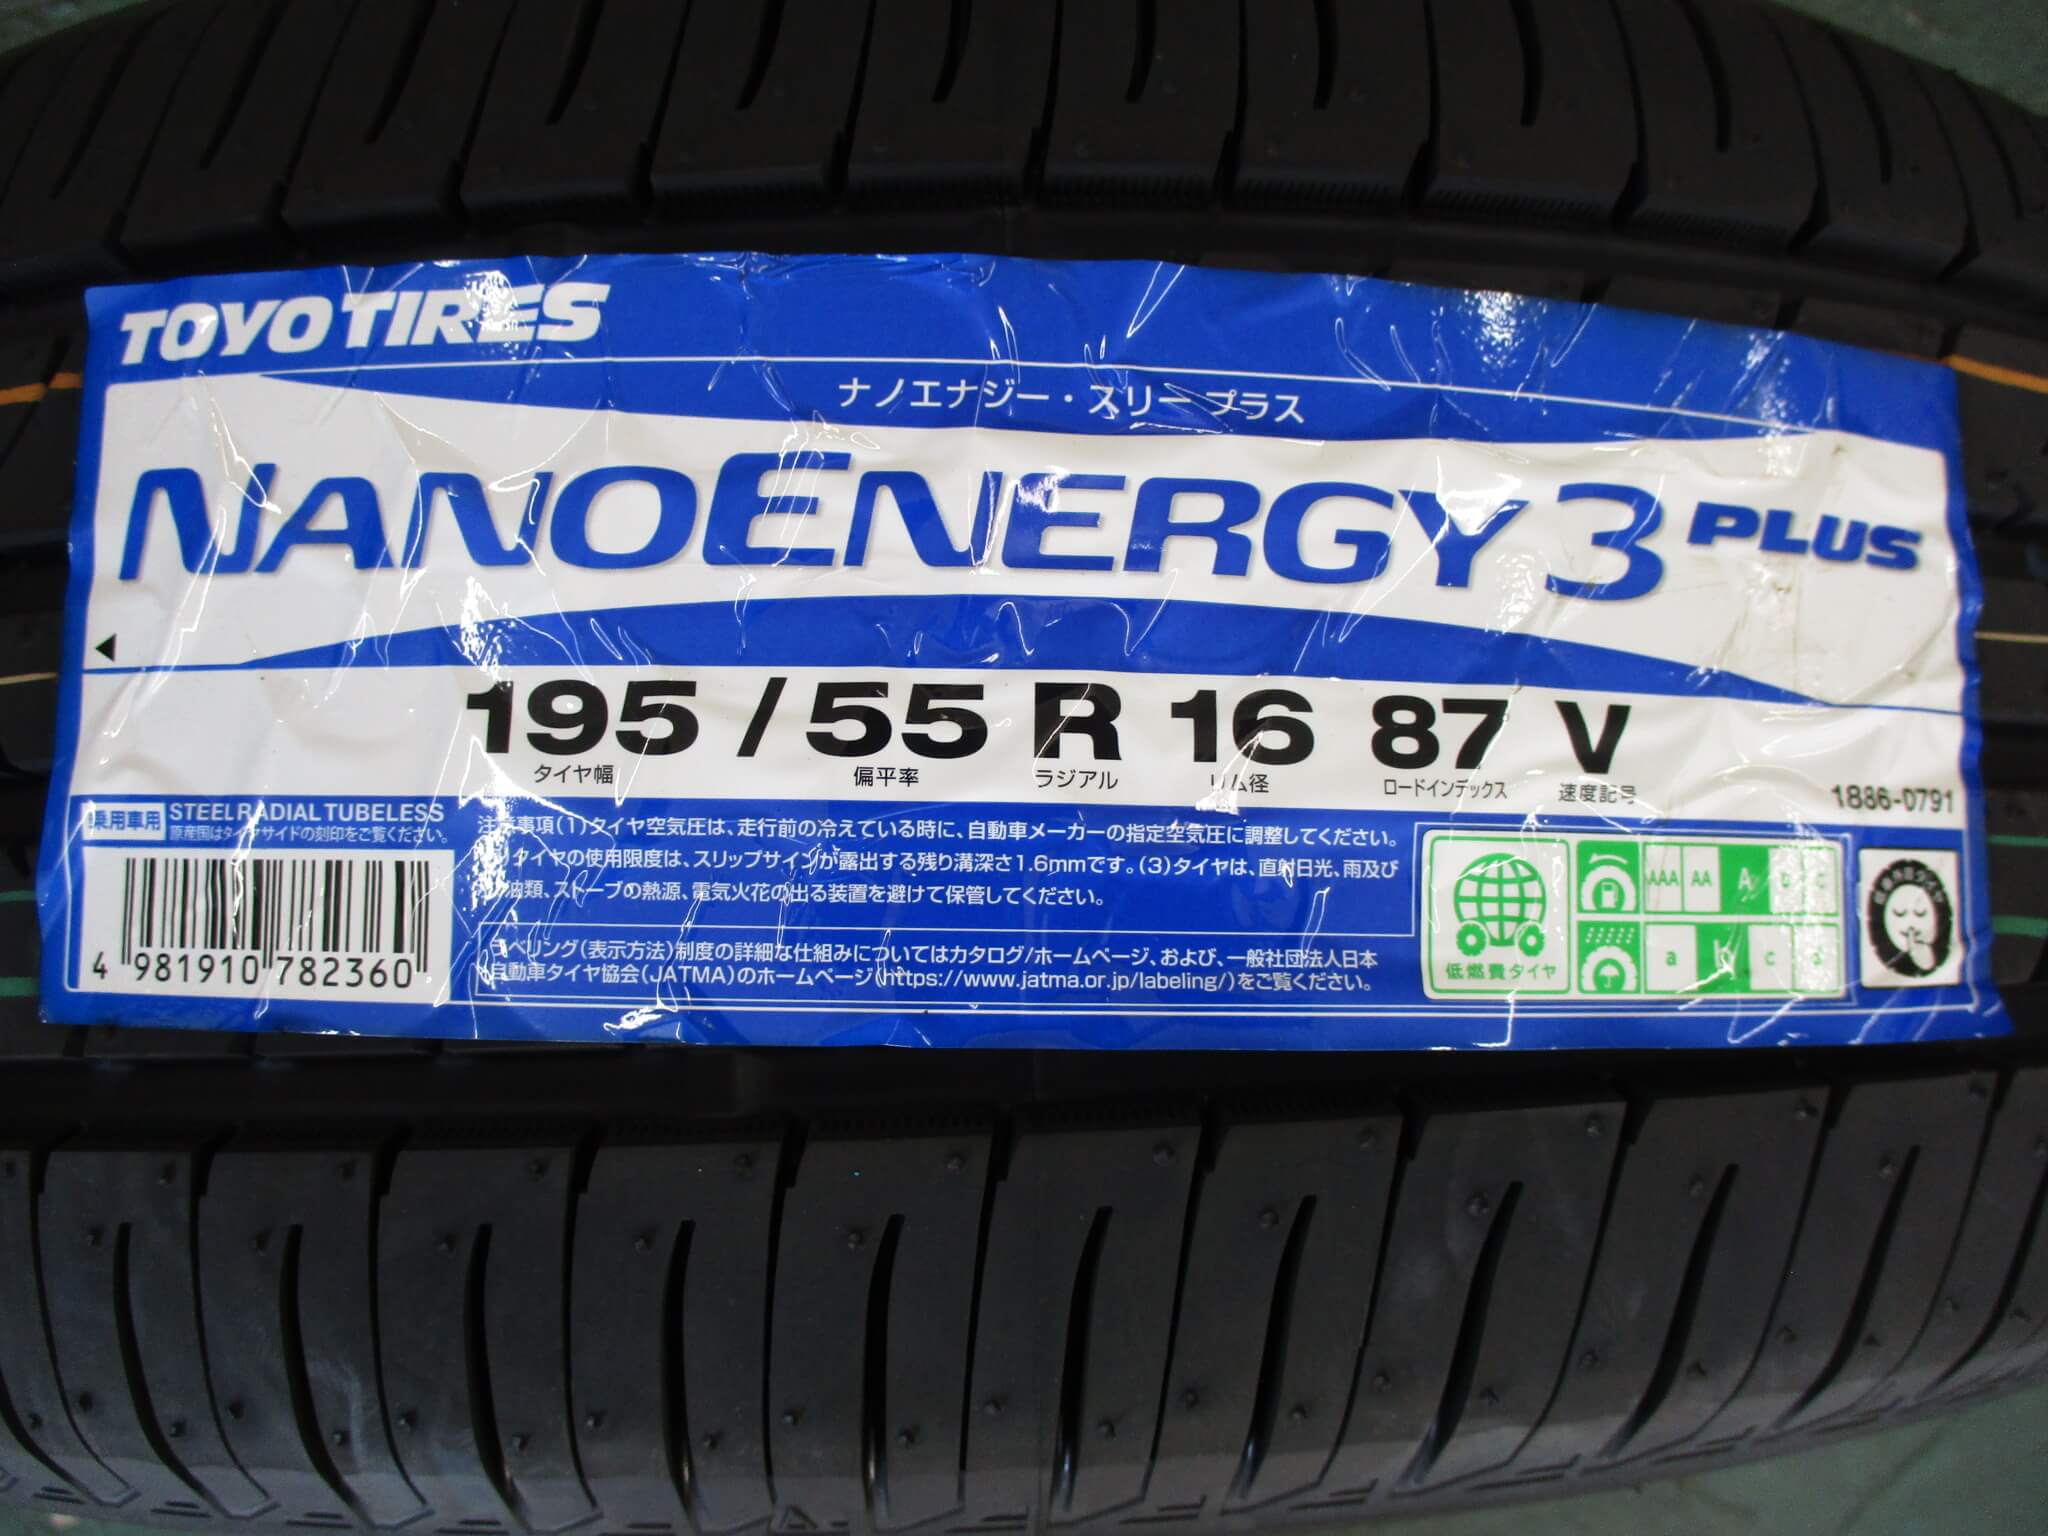 TOYO TIRES
ナノエナジー・スリー プラス
NANOENERGY 3 PLUS
195 / 55 R 16 87 V
タイヤ幅 偏平率 ラジアル リム径 ロードインデックス 速度記号
1886-0791
乗用車用 STEEL RADIAL TUBELESS
原産国はタイヤサイドの刻印をご覧ください。
4 981910 782360
注意事項(1)タイヤ空気圧は、走行前の冷えている時に、自動車メーカーの指定空気圧に調整してください。
タイヤの使用限度は、スリップサインが露出する残り溝深さ1.6mmです。(3)タイヤは、直射日光、雨及び
油類、ストーブの熱源、電気火花の出る装置を避けて保管してください。
ラベリング(表示方法)制度の詳細な仕組みについてはカタログ/ホームページ、および、一般社団法人日本
自動車タイヤ協会(JATMA)のホームページ(https://www.jatma.or.jp/labeling/)をご覧ください。
低燃費タイヤ
AAA AA A b c
a b c d